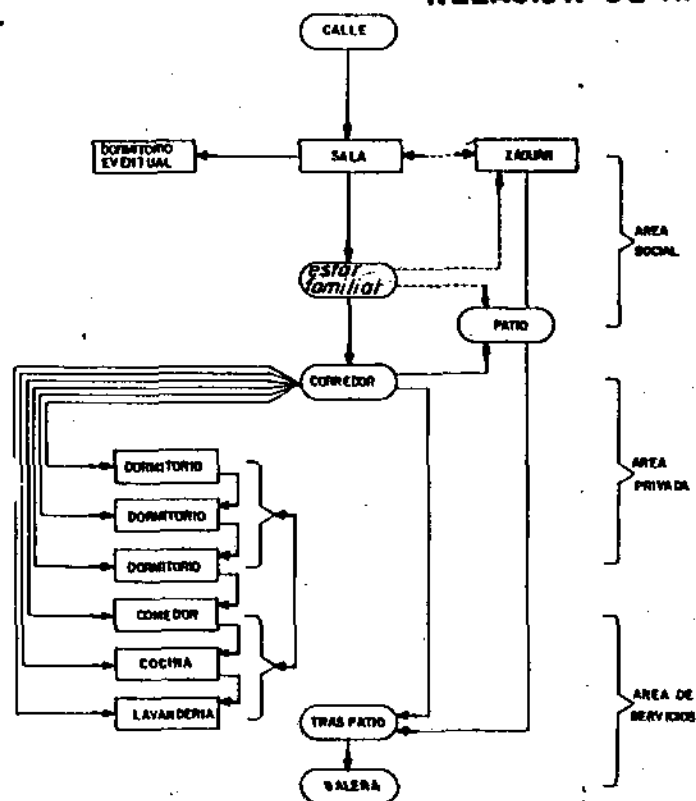 CALLE
DORMITORIO
EVENTUAL
SALA
ZAGUAN
AREA
SOCIAL
estar
familiar
PATIO
CORREDOR
DORMITORIO
AREA
PRIVADA
DORMITORIO
DORMITORIO
COMEDOR
COCINA
LAVANDERIA
AREA DE
SERVICIOS
TRAS PATIO